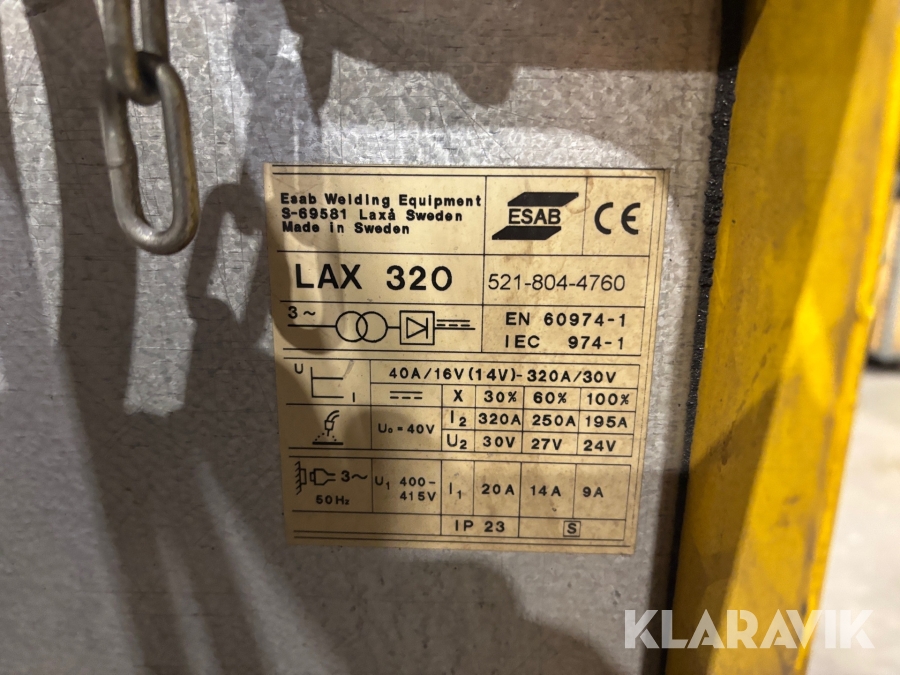 Esab Welding Equipment
S-69581 Laxå Sweden
Made in Sweden
ESAB
CE
LAX 320
521-804-4760
3~
EN 60974-1
IEC 974-1
U
I
40A/16V (14V)-320A/30V
X 30% 60% 100%
U₀ = 40V
I₂ 320A 250A 195A
U₂ 30V 27V 24V
3~
50Hz
U₁ 400-
415V
I₁ 20A 14A 9A
IP 23
S
KLARAVIK